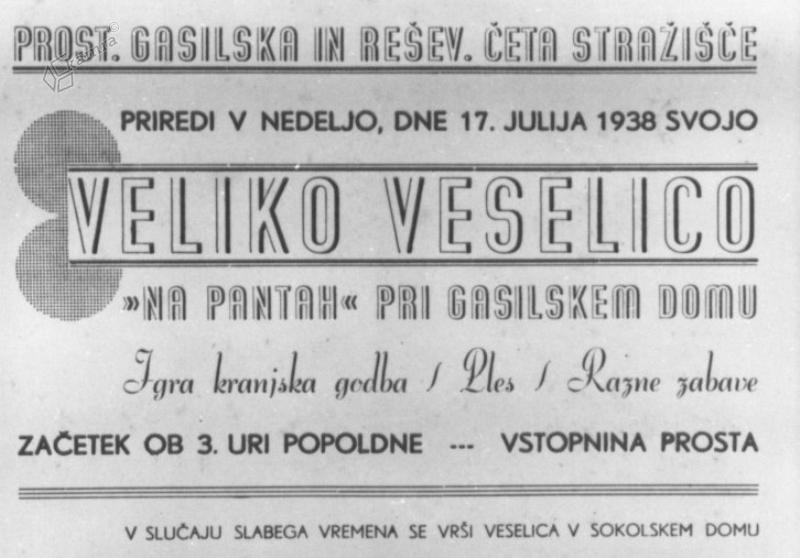 PROST. GASILSKA IN REŠEV. ČETA STRAŽIŠČE
kamra
PRIREDI V NEDELJO, DNE 17. JULIJA 1938 SVOJO
VELIKO VESELICO
»NA PANTAH« PRI GASILSKEM DOMU
Igra kranjska godba / Ples / Razne zabave
ZAČETEK OB 3. URI POPOLDNE --- VSTOPNINA PROSTA
V SLUČAJU SLABEGA VREMENA SE VRŠI VESELICA V SOKOLSKEM DOMU